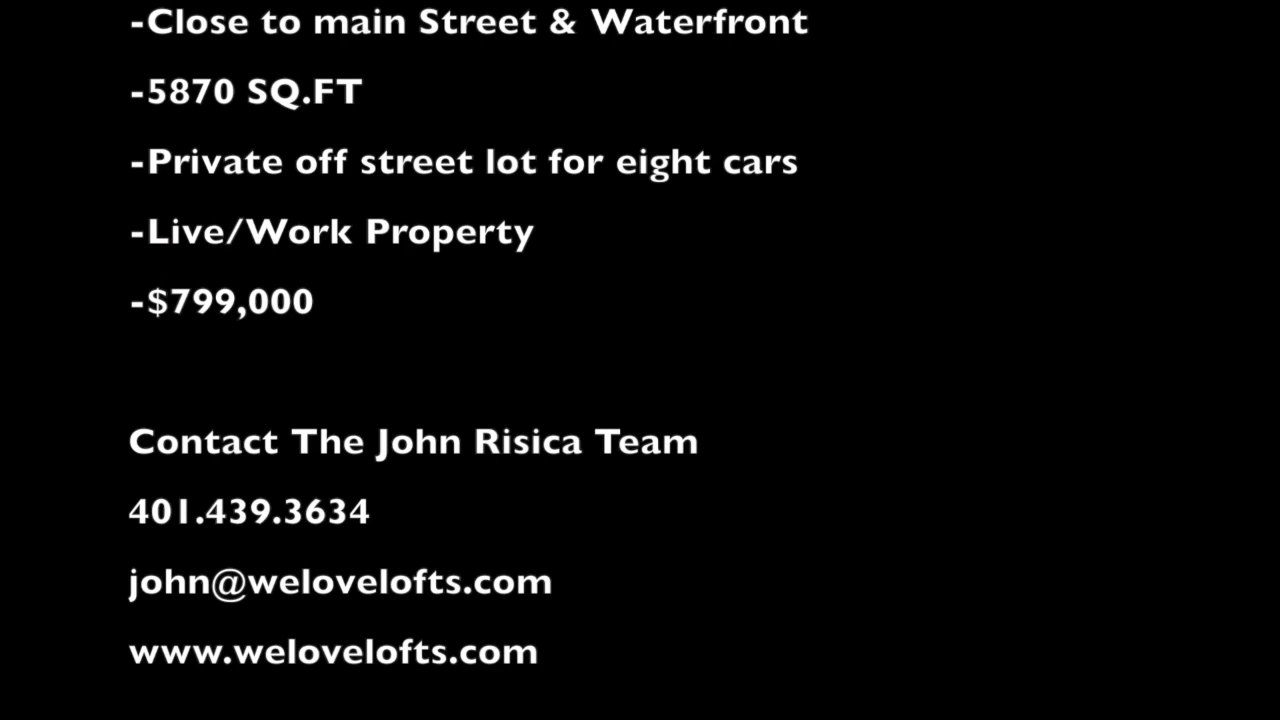 -Close to main Street & Waterfront
-5870 SQ.FT
-Private off street lot for eight cars
-Live/Work Property
-$799,000
Contact The John Risica Team
401.439.3634
john@welovelofts.com
www.welovelofts.com